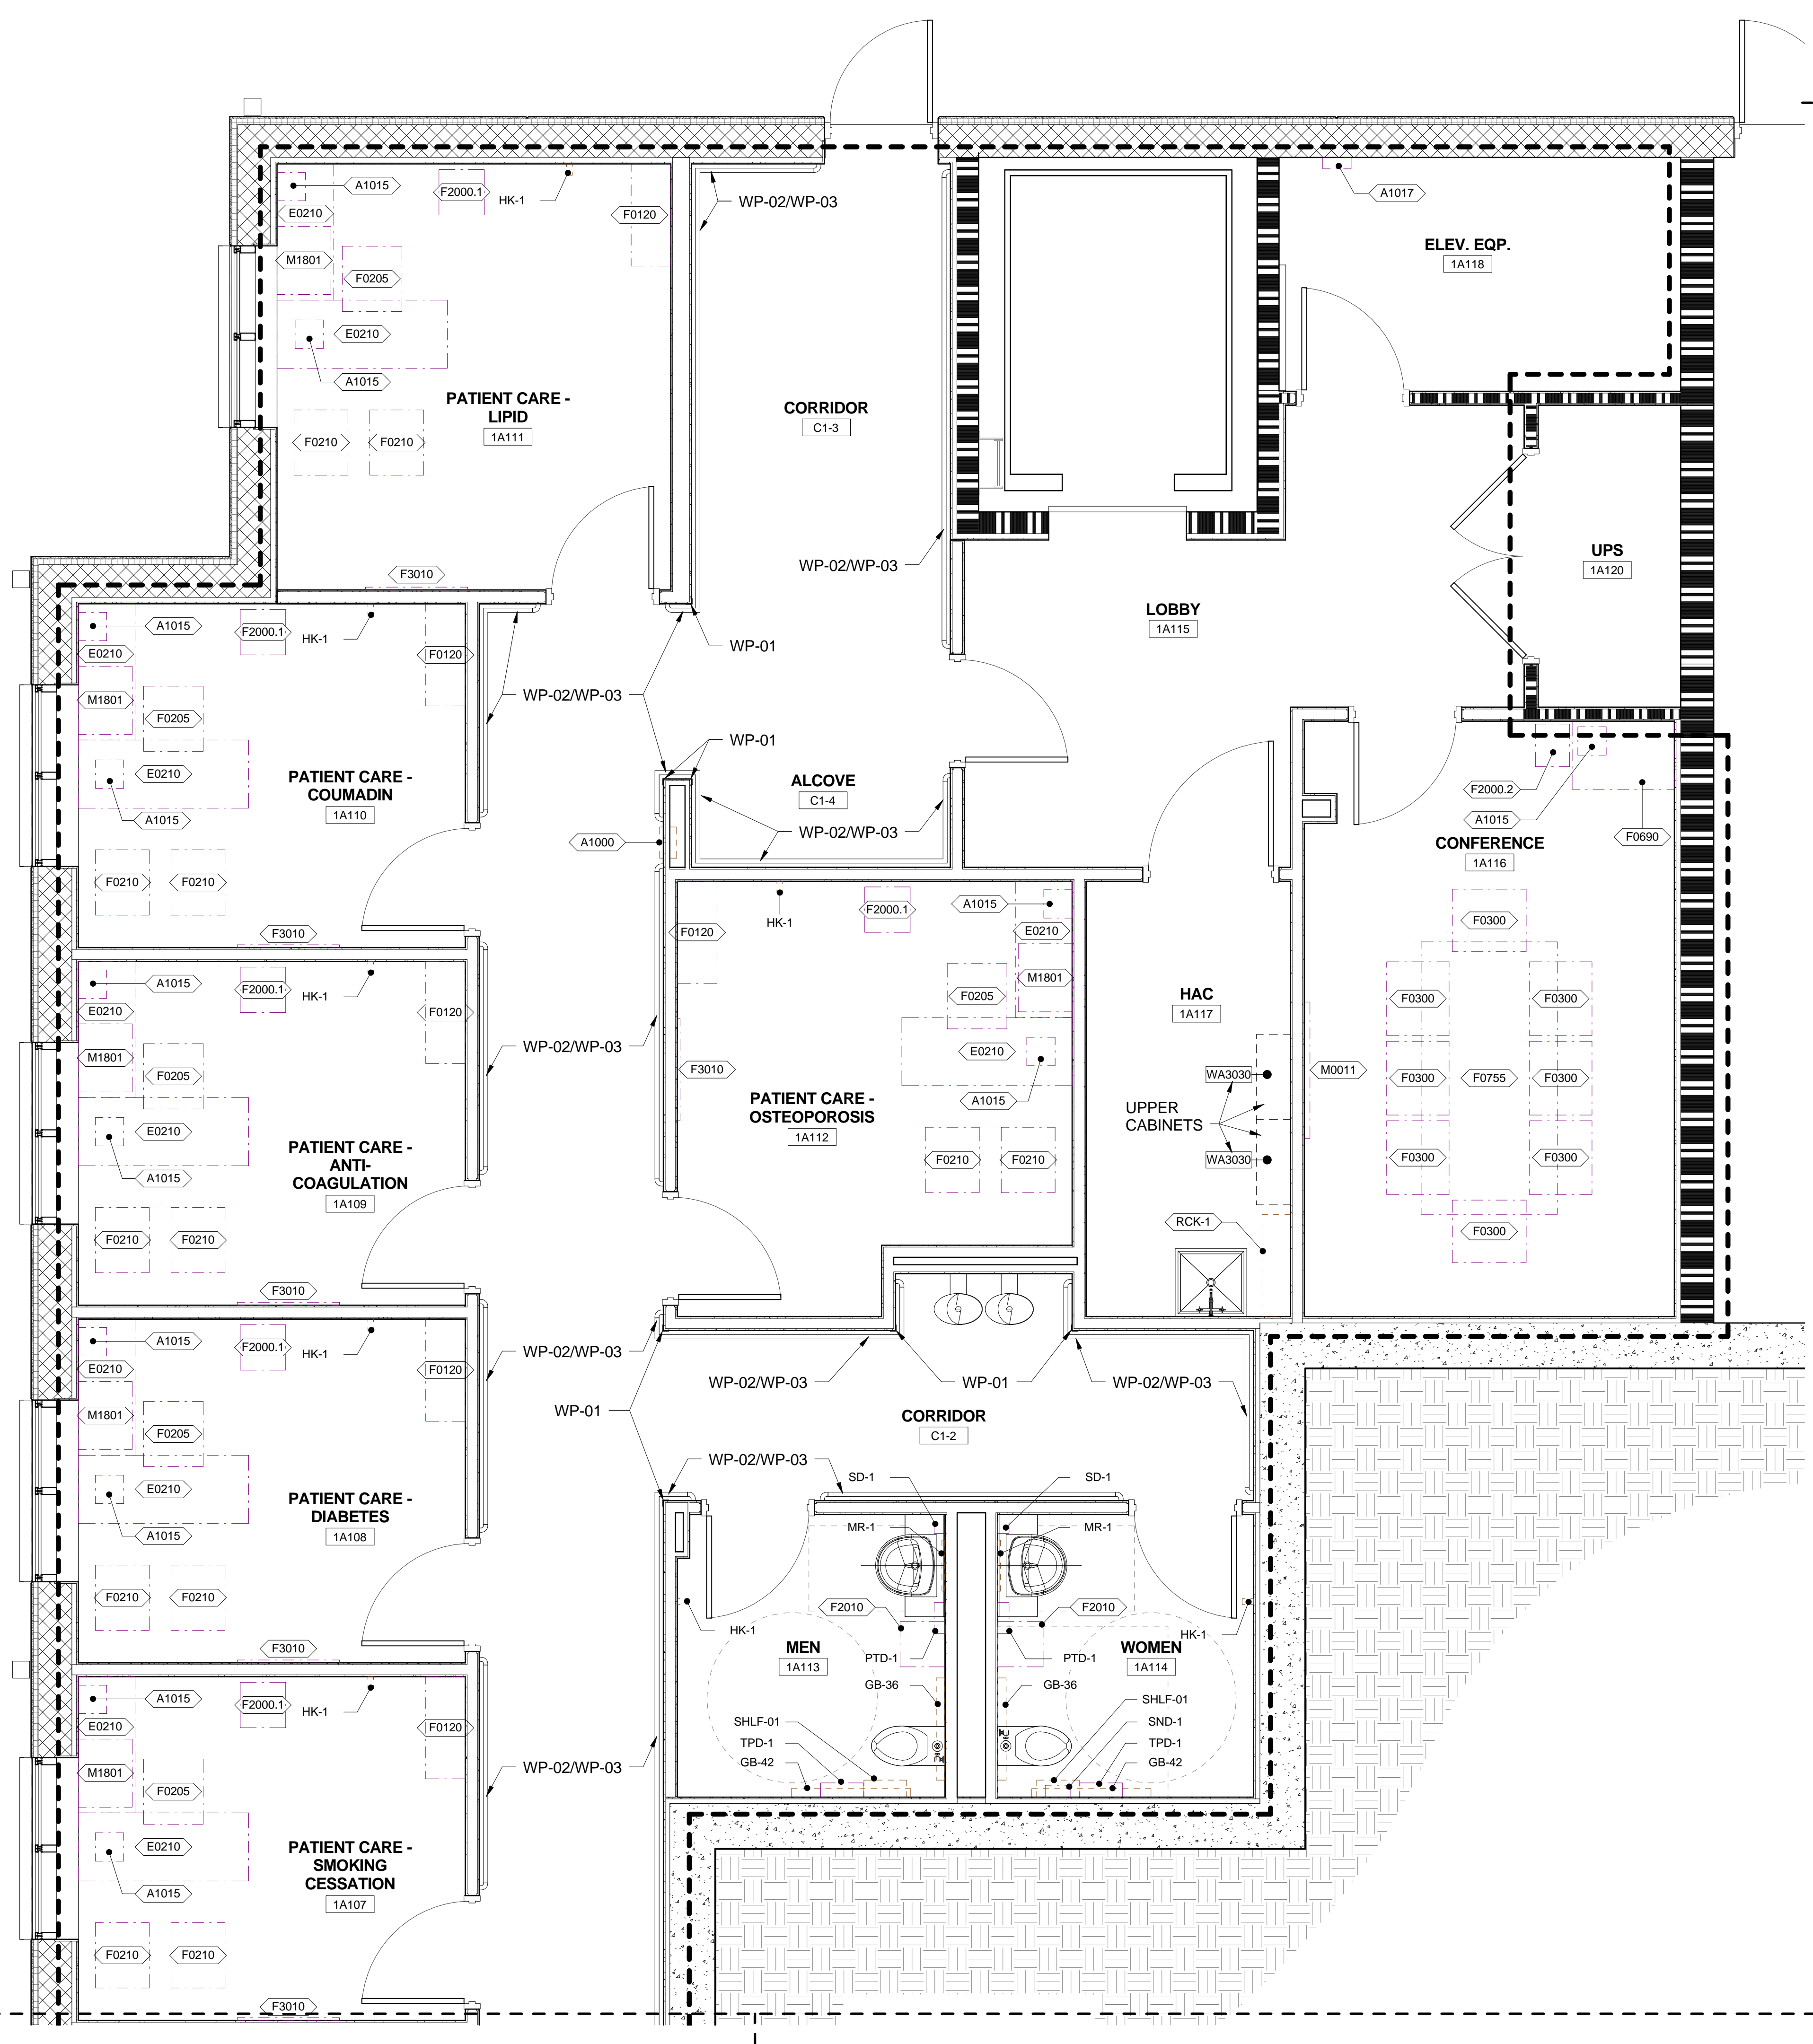 A1015
F2000.1
HK-1
E0210
F0120
M1801
F0205
E0210
A1015
PATIENT CARE -
LIPID
1A111
F0210
F0210
F3010
WP-02/WP-03
CORRIDOR
C1-3
WP-02/WP-03
A1017
ELEV. EQP.
1A118
UPS
1A120
LOBBY
1A115
A1015
F2000.1
HK-1
E0210
F0120
M1801
F0205
E0210
A1015
PATIENT CARE -
COUMADIN
1A110
F0210
F0210
F3010
WP-01
WP-02/WP-03
WP-01
ALCOVE
C1-4
WP-02/WP-03
A1000
F2000.2
A1015
F0690
CONFERENCE
1A116
F0300
F0300
F0300
F0300
F0755
F0300
F0300
F0300
F0300
M0011
A1015
F2000.1
HK-1
E0210
F0120
M1801
F0205
E0210
A1015
PATIENT CARE -
ANTI-
COAGULATION
1A109
F0210
F0210
F3010
WP-02/WP-03
HK-1
F2000.1
A1015
F0120
E0210
M1801
F0205
E0210
F3010
A1015
PATIENT CARE -
OSTEOPOROSIS
1A112
F0210
F0210
HAC
1A117
WA3030
UPPER
CABINETS
WA3030
RCK-1
A1015
F2000.1
HK-1
E0210
F0120
M1801
F0205
E0210
A1015
PATIENT CARE -
DIABETES
1A108
F0210
F0210
F3010
WP-02/WP-03
WP-01
WP-02/WP-03
WP-01
WP-02/WP-03
CORRIDOR
C1-2
WP-02/WP-03
SD-1
SD-1
MR-1
MR-1
F2010
F2010
HK-1
HK-1
MEN
1A113
WOMEN
1A114
PTD-1
PTD-1
GB-36
GB-36
SHLF-01
TPD-1
GB-42
SHLF-01
SND-1
TPD-1
GB-42
A1015
F2000.1
HK-1
E0210
F0120
M1801
F0205
E0210
A1015
PATIENT CARE -
SMOKING
CESSATION
1A107
F0210
F0210
F3010
WP-02/WP-03